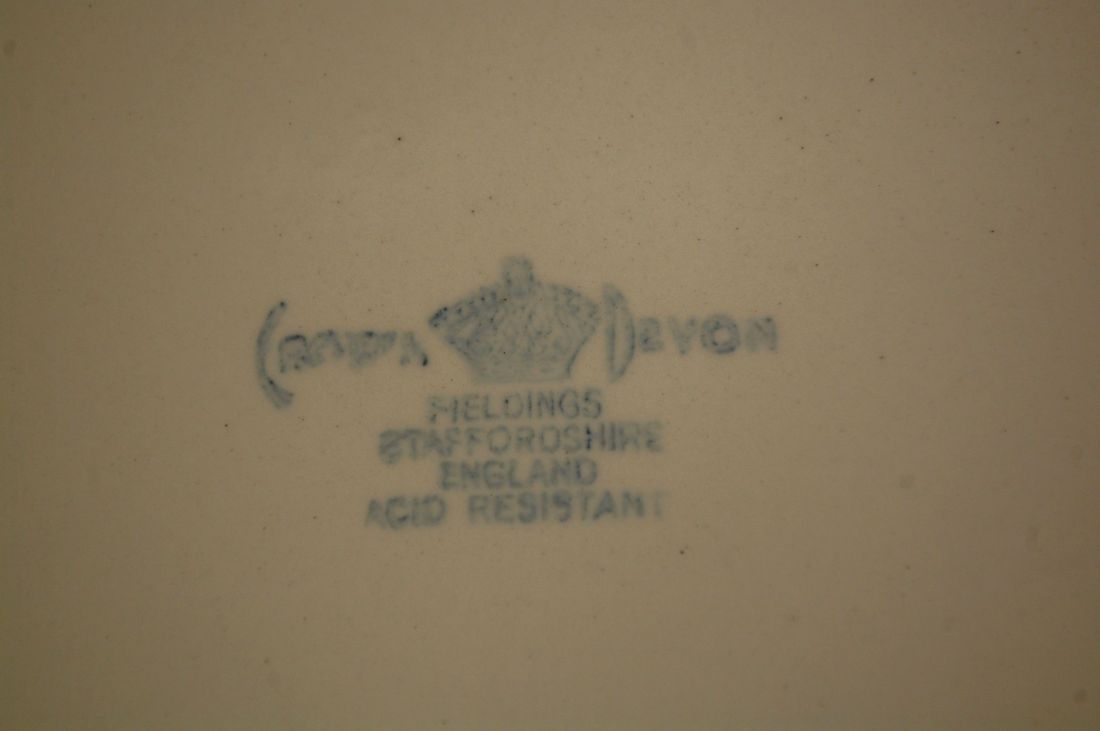 CROWN DEVON
FIELDINGS
STAFFORDSHIRE
ENGLAND
ACID RESISTANT